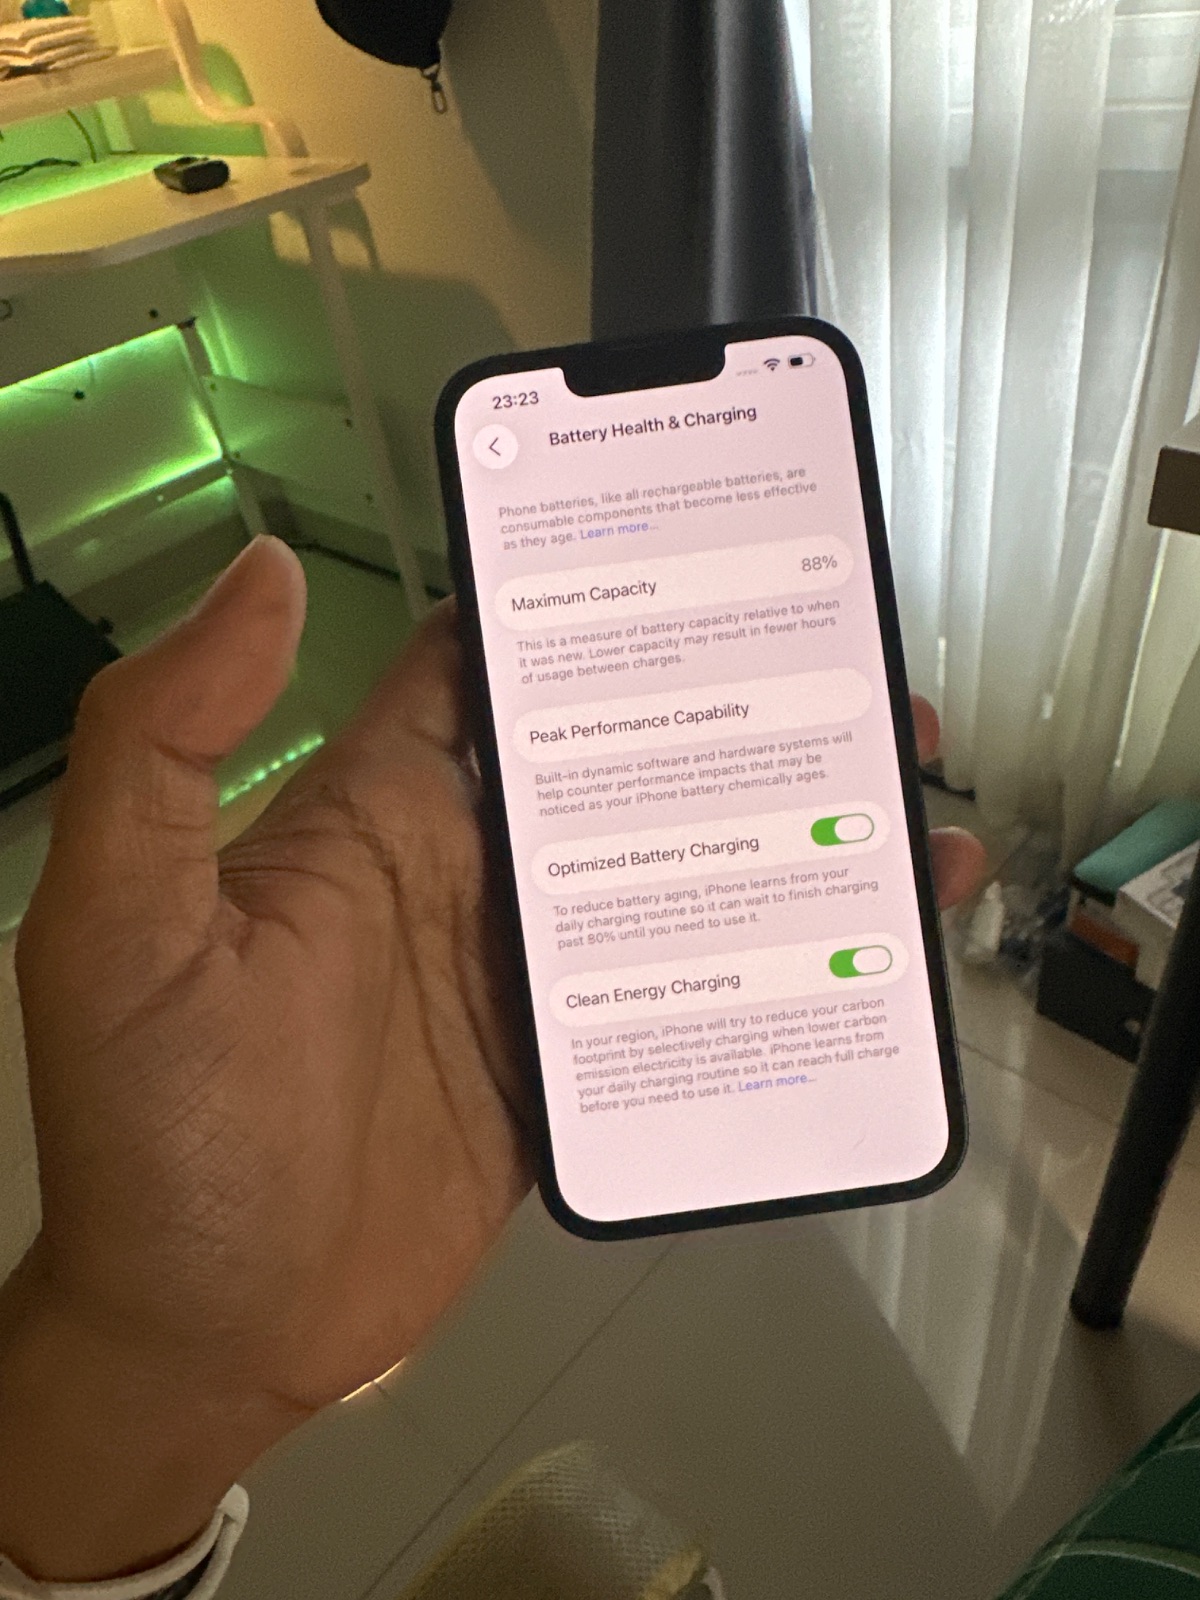 23:23
Battery Health & Charging
Phone batteries, like all rechargeable batteries, are
consumable components that become less effective
as they age. Learn more...
Maximum Capacity 88%
This is a measure of battery capacity relative to when
it was new. Lower capacity may result in fewer hours
of usage between charges.
Peak Performance Capability
Built-in dynamic software and hardware systems will
help counter performance impacts that may be
noticed as your iPhone battery chemically ages.
Optimized Battery Charging
To reduce battery aging, iPhone learns from your
daily charging routine so it can wait to finish charging
past 80% until you need to use it.
Clean Energy Charging
In your region, iPhone will try to reduce your carbon
footprint by selectively charging when lower carbon
emission electricity is available. iPhone learns from
your daily charging routine so it can reach full charge
before you need to use it. Learn more...